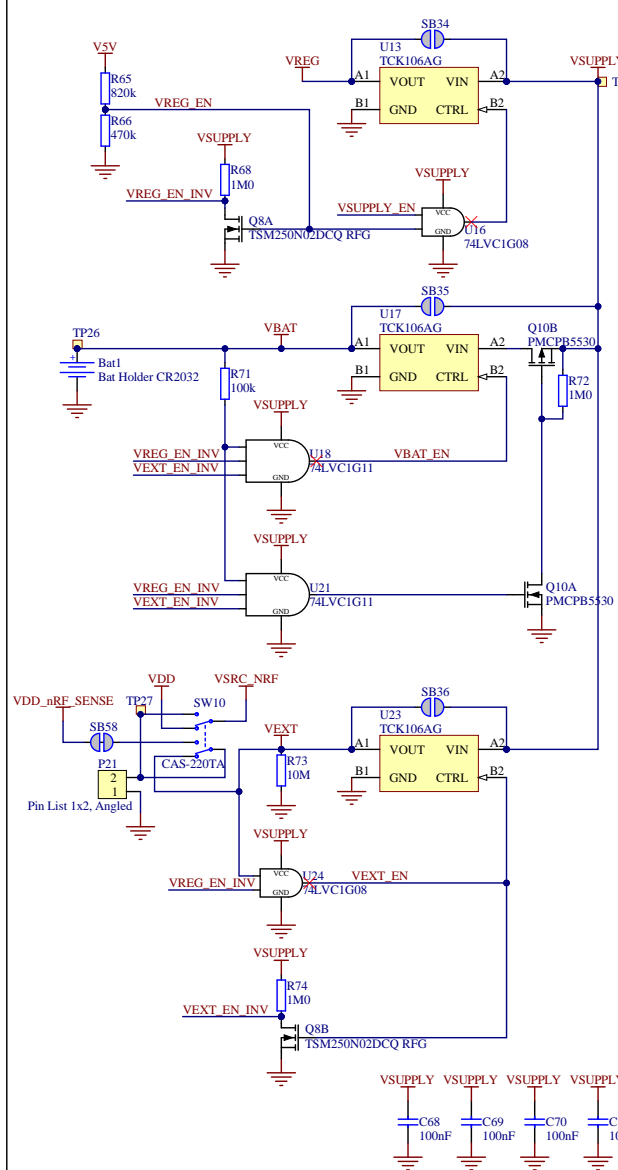 SB34
U13
TCK106AG
V5V
VREG
VSUPPLY
A1 VOUT VIN A2
B1 GND CTRL B2
R65
820k
VREG_EN
R66
470k
VSUPPLY
VSUPPLY
R68
1M0
VREG_EN_INV
VSUPPLY_EN
VCC
GND
Q8A
TSM250N02DCQ RFG
U16
74LVC1G08
SB35
U17
TCK106AG
TP26
VBAT
Q10B
PMCPB5530
A1 VOUT VIN A2
B1 GND CTRL B2
+
Bat1
Bat Holder CR2032
R71
100k
R72
1M0
VSUPPLY
VCC
GND
U18
74LVC1G11
VREG_EN_INV
VEXT_EN_INV
VBAT_EN
VSUPPLY
VCC
GND
U21
74LVC1G11
VREG_EN_INV
VEXT_EN_INV
Q10A
PMCPB5530
VDD
VSRC_NRF
VDD_nRF_SENSE
TP27
SW10
SB36
U23
TCK106AG
SB58
CAS-220TA
VEXT
A1 VOUT VIN A2
B1 GND CTRL B2
P21
2
1
Pin List 1x2, Angled
R73
10M
VSUPPLY
VCC
GND
U24
74LVC1G08
VREG_EN_INV
VEXT_EN
VSUPPLY
R74
1M0
VEXT_EN_INV
Q8B
TSM250N02DCQ RFG
VSUPPLY VSUPPLY VSUPPLY VSUPPLY
C68
100nF
C69
100nF
C70
100nF